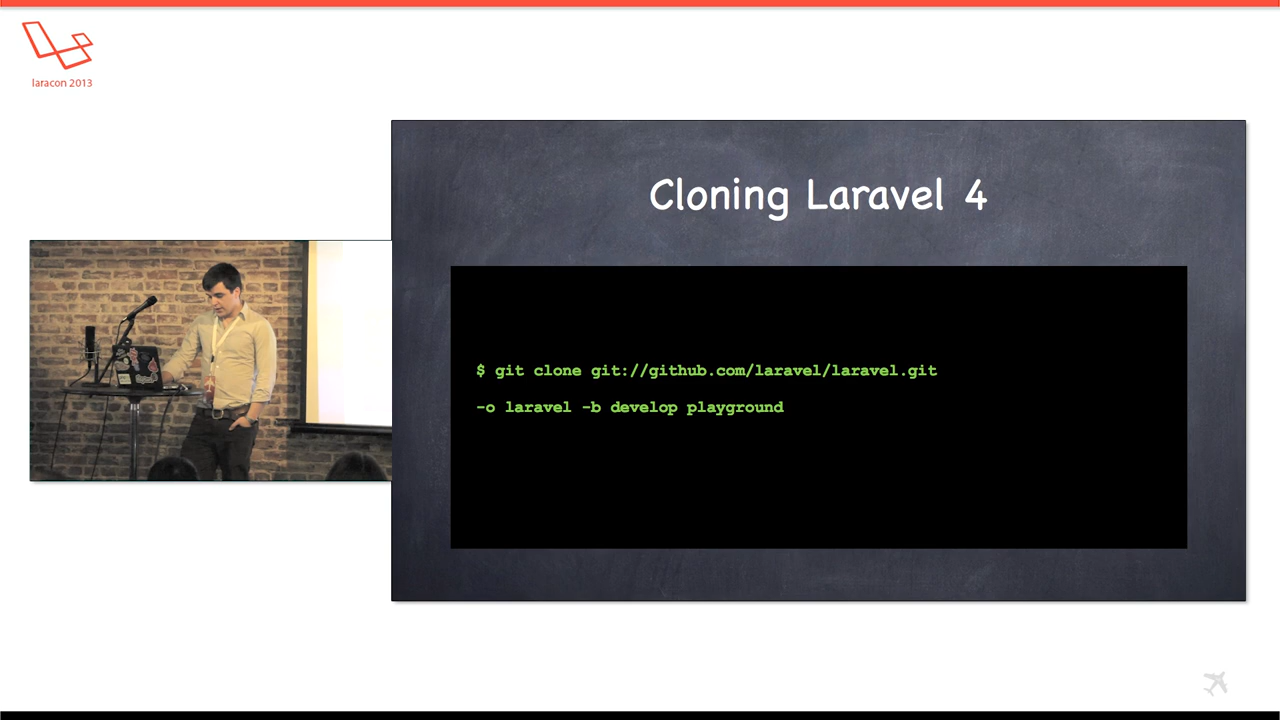 laracon 2013
Cloning Laravel 4
$ git clone git://github.com/laravel/laravel.git
-o laravel -b develop playground